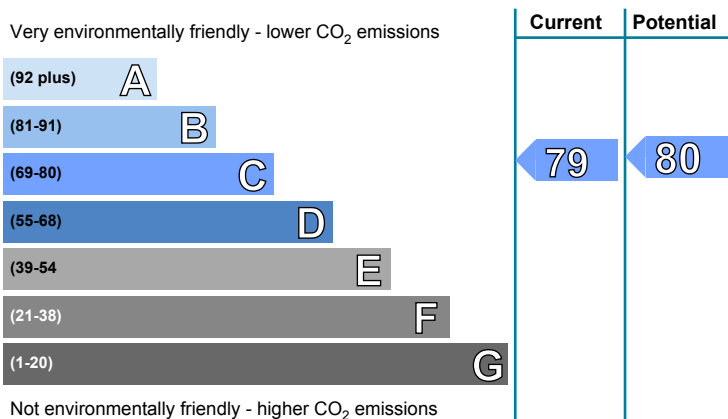 Current Potential
Very environmentally friendly - lower CO2 emissions
(92 plus) A
(81-91) B
(69-80) C 79 80
(55-68) D
(39-54 E
(21-38) F
(1-20) G
Not environmentally friendly - higher CO2 emissions